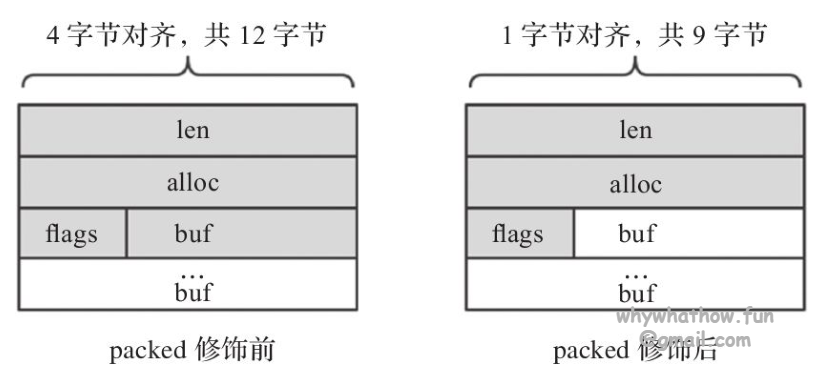 4 字节对齐，共 12 字节
len
alloc
flags buf
...
buf
packed 修饰前
1 字节对齐，共 9 字节
len
alloc
flags buf
...
buf
packed 修饰后
whywhathow.fun
@gmail.com